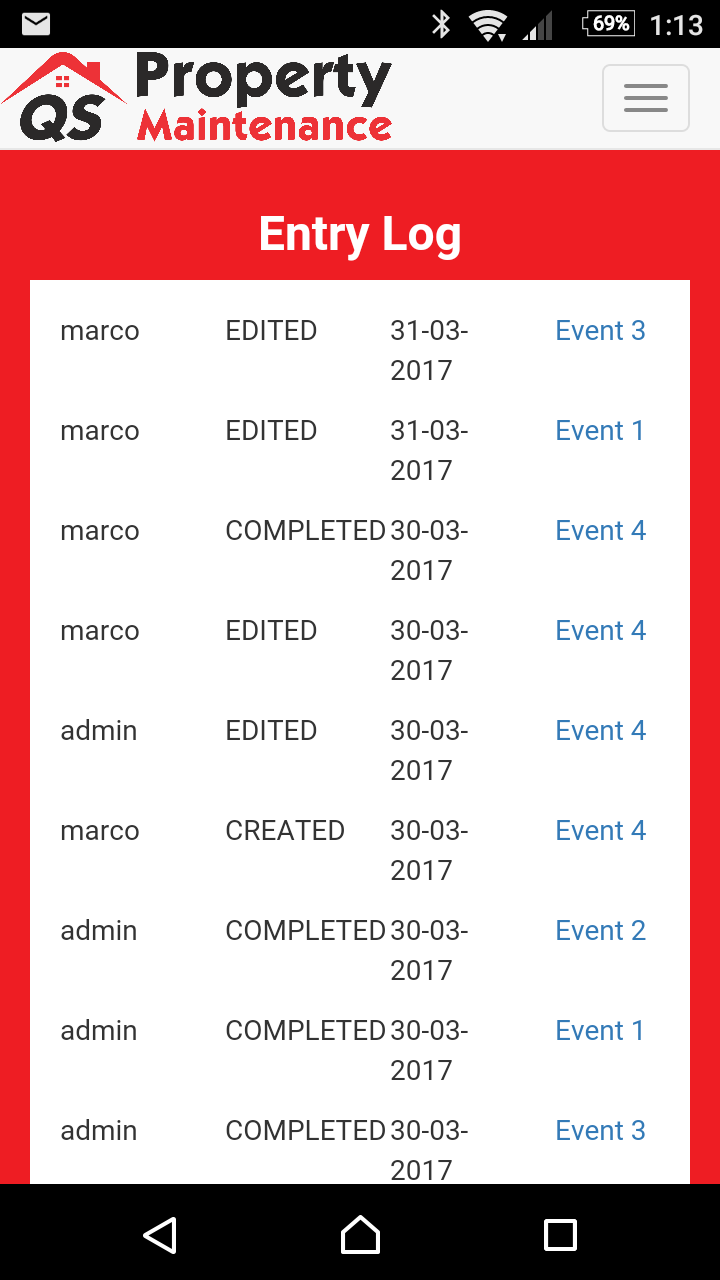 69% 1:13
QS Property
Maintenance
Entry Log
marco EDITED 31-03- Event 3
2017
marco EDITED 31-03- Event 1
2017
marco COMPLETED 30-03- Event 4
2017
marco EDITED 30-03- Event 4
2017
admin EDITED 30-03- Event 4
2017
marco CREATED 30-03- Event 4
2017
admin COMPLETED 30-03- Event 2
2017
admin COMPLETED 30-03- Event 1
2017
admin COMPLETED 30-03- Event 3
2017